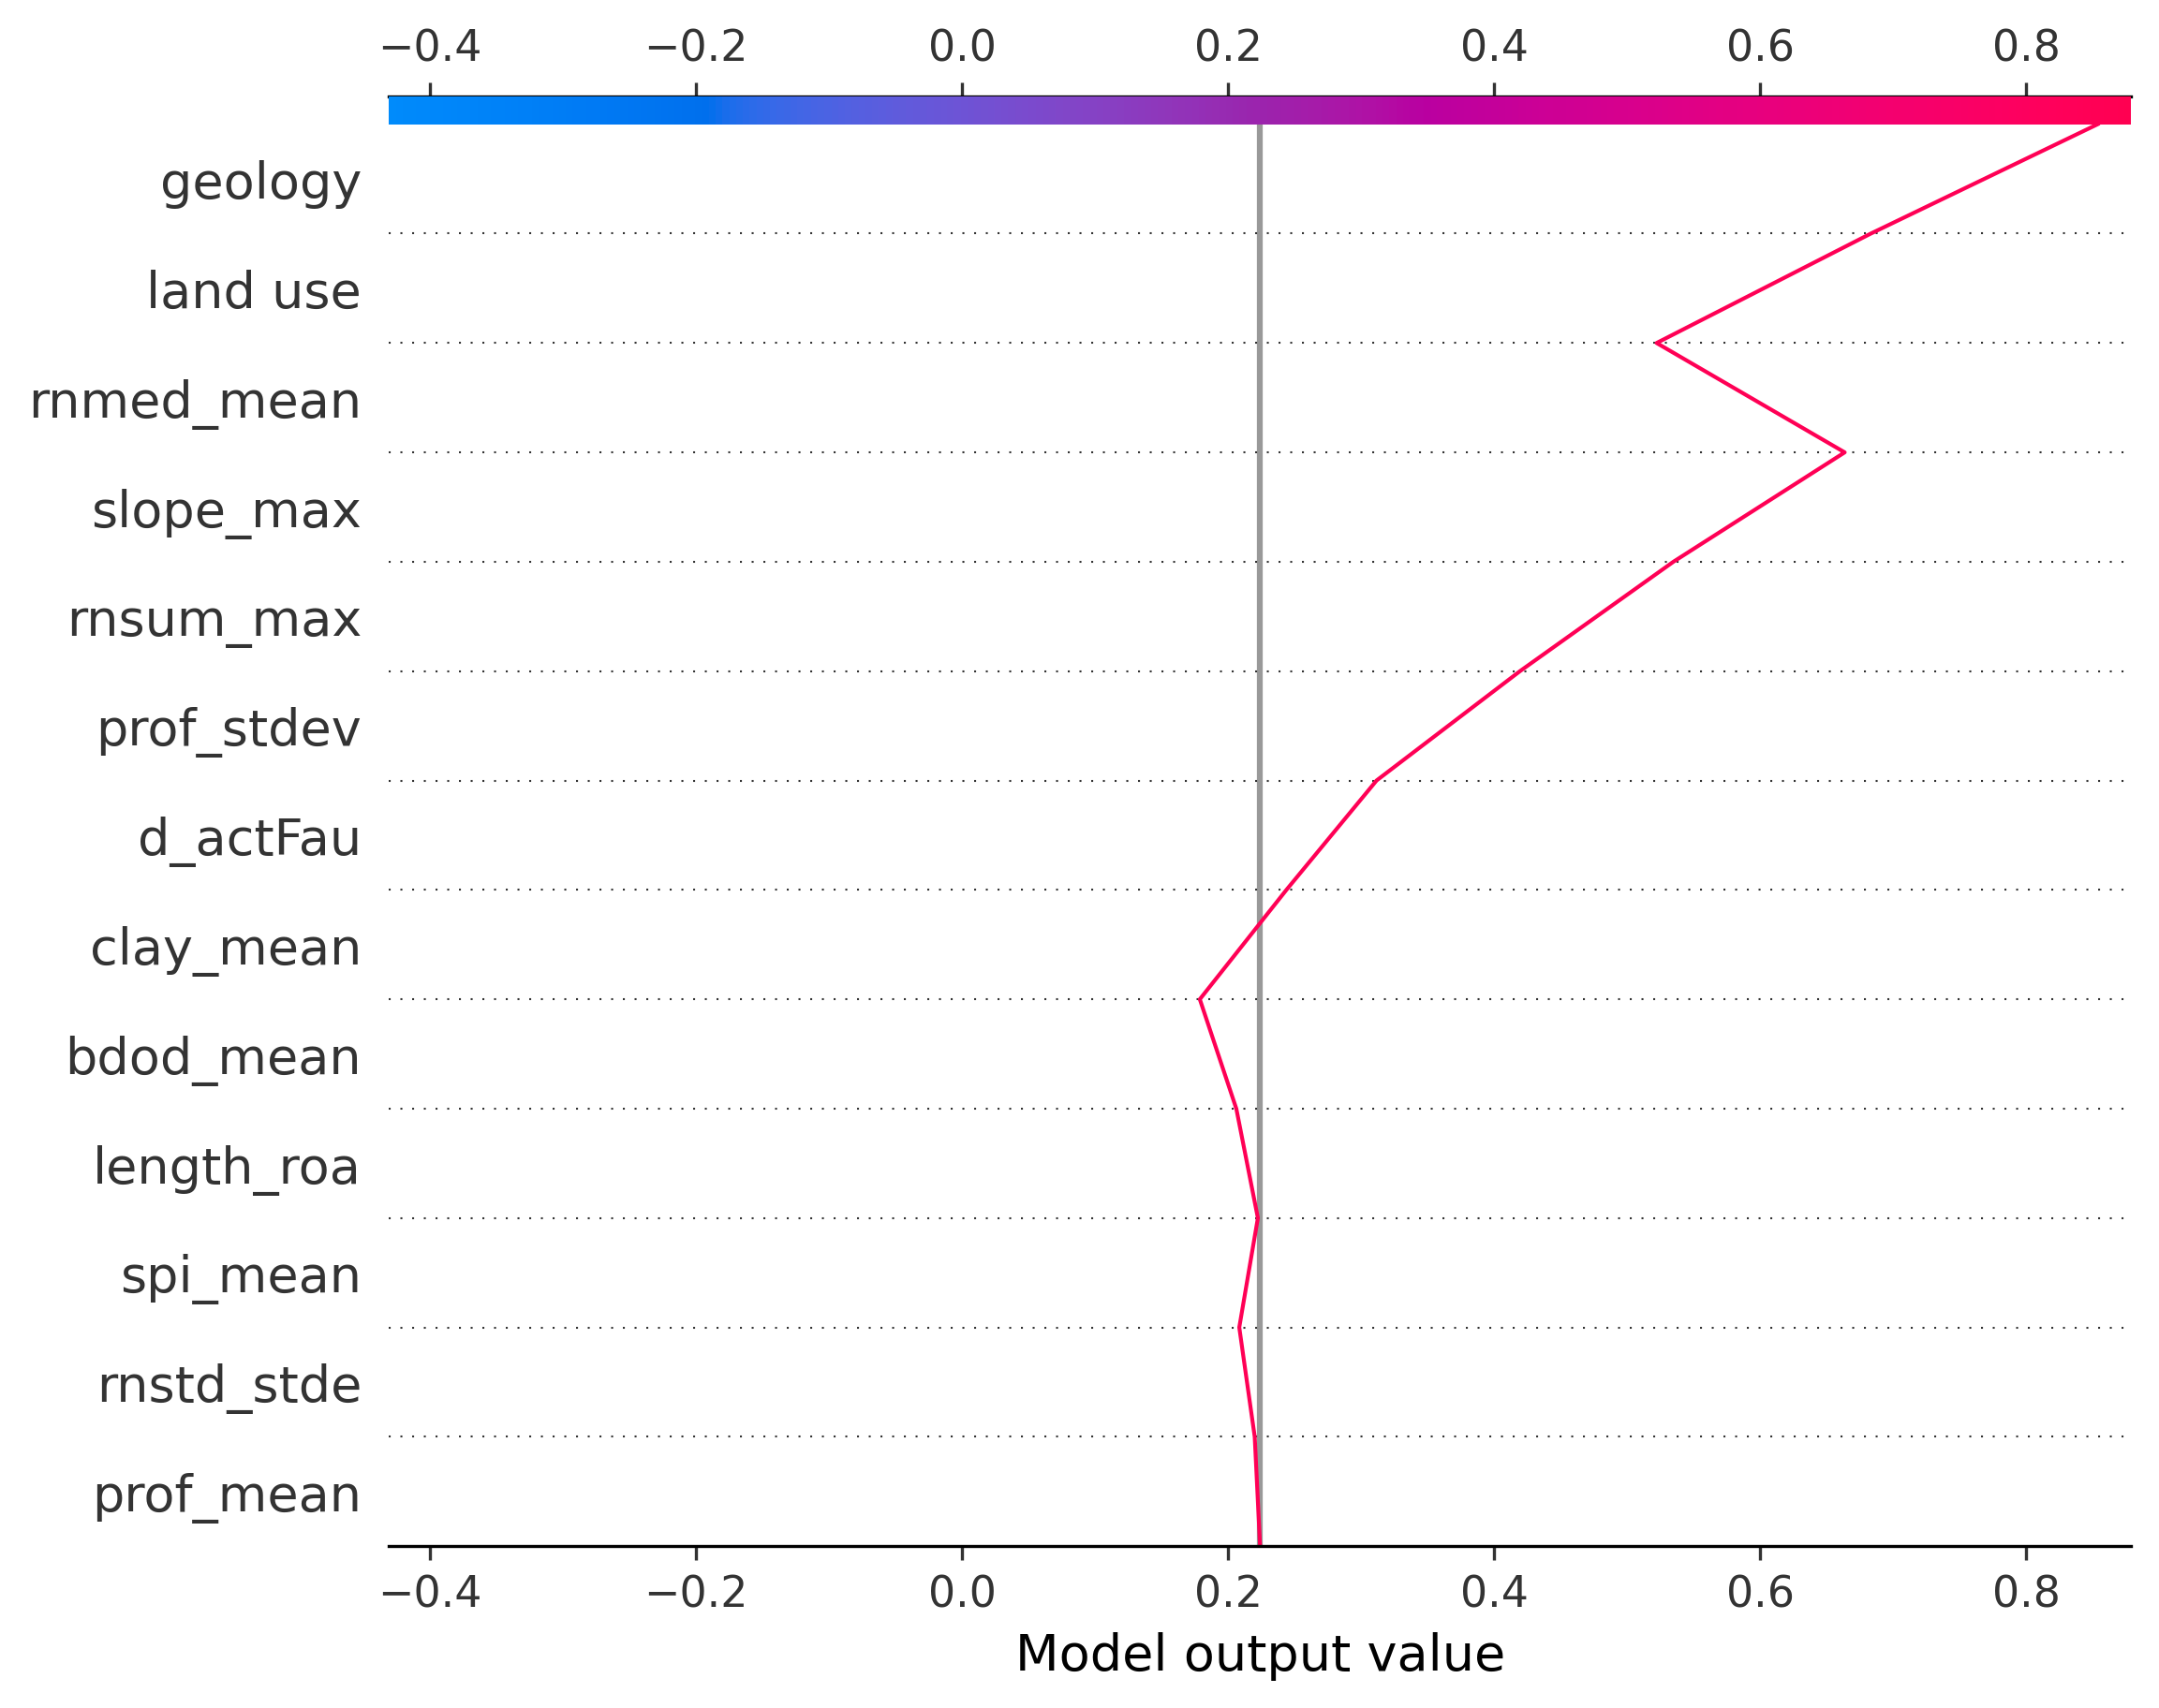 −0.4 −0.2 0.0 0.2 0.4 0.6 0.8
geology
land use
rnmed_mean
slope_max
rnsum_max
prof_stdev
d_actFau
clay_mean
bdod_mean
length_roa
spi_mean
rnstd_stde
prof_mean
−0.4 −0.2 0.0 0.2 0.4 0.6 0.8
Model output value